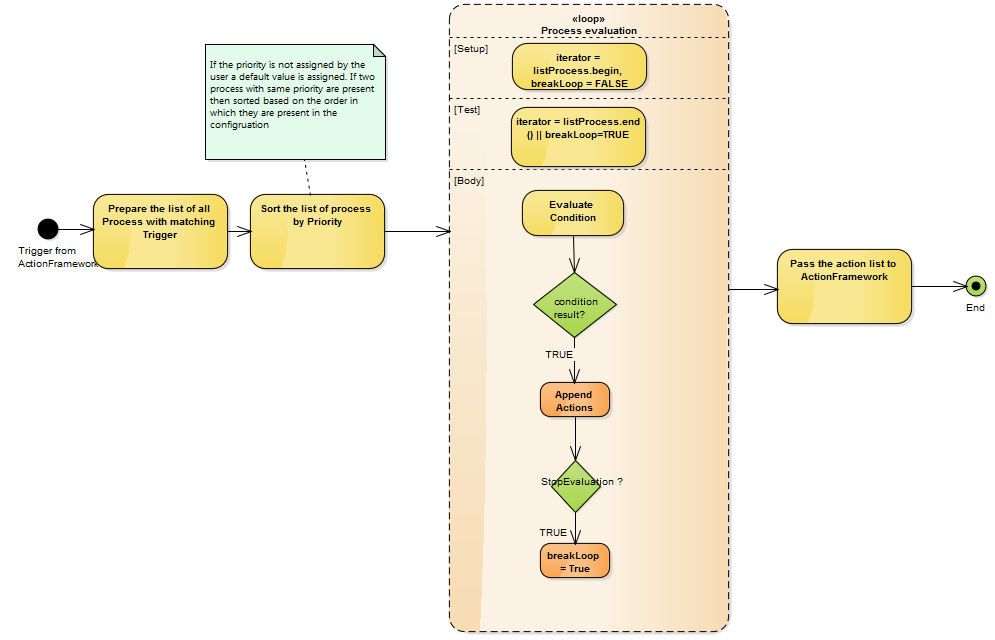 «loop»
Process evaluation
[Setup]
iterator =
listProcess.begin,
breakLoop = FALSE
If the priority is not assigned by the
user a default value is assigned. If two
process with same priority are present
then sorted based on the order in
which they are present in the
configruation
[Test]
iterator = listProcess.end
() || breakLoop=TRUE
[Body]
Trigger from
ActionFramework
Prepare the list of all
Process with matching
Trigger
Sort the list of process
by Priority
Evaluate
Condition
condition
result?
TRUE
Append
Actions
StopEvaluation ?
TRUE
breakLoop
= True
Pass the action list to
ActionFramework
End